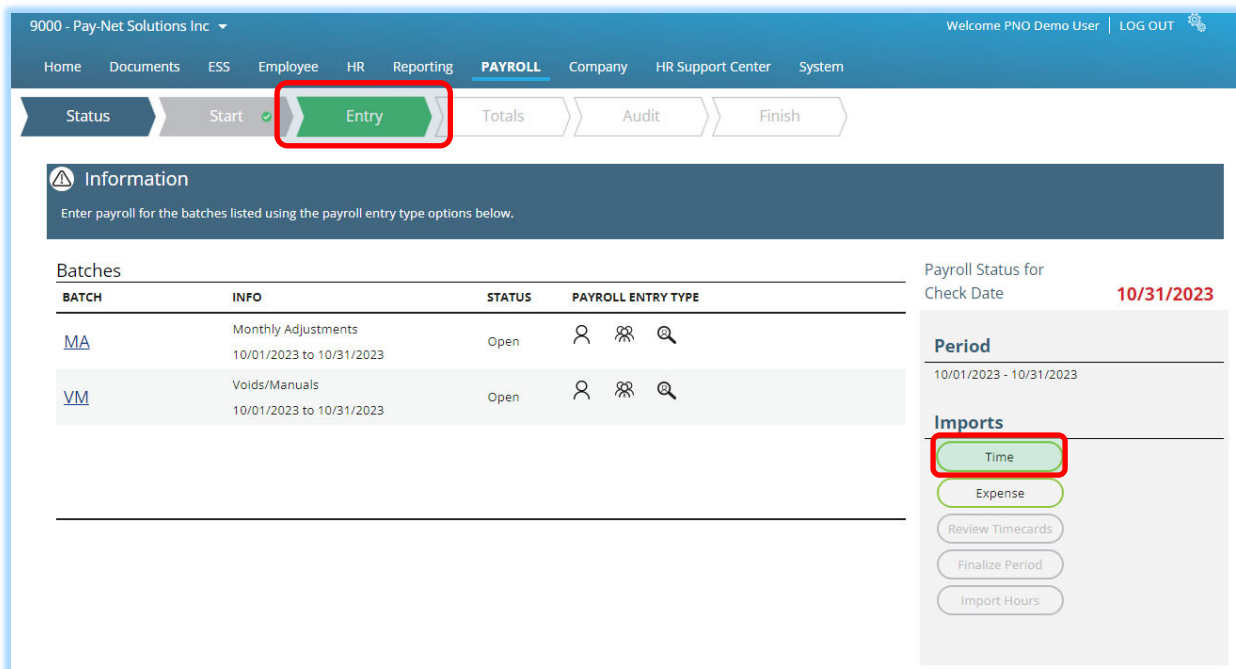 9000 - Pay-Net Solutions Inc
Welcome PNO Demo User | LOG OUT
Home Documents ESS Employee HR Reporting PAYROLL Company HR Support Center System
Status Start Entry Totals Audit Finish
Information
Enter payroll for the batches listed using the payroll entry type options below.
Batches
BATCH INFO STATUS PAYROLL ENTRY TYPE
MA Monthly Adjustments Open
10/01/2023 to 10/31/2023
VM Voids/Manuals Open
10/01/2023 to 10/31/2023
Payroll Status for
Check Date 10/31/2023
Period
10/01/2023 - 10/31/2023
Imports
Time
Expense
Review Timecards
Finalize Period
Import Hours